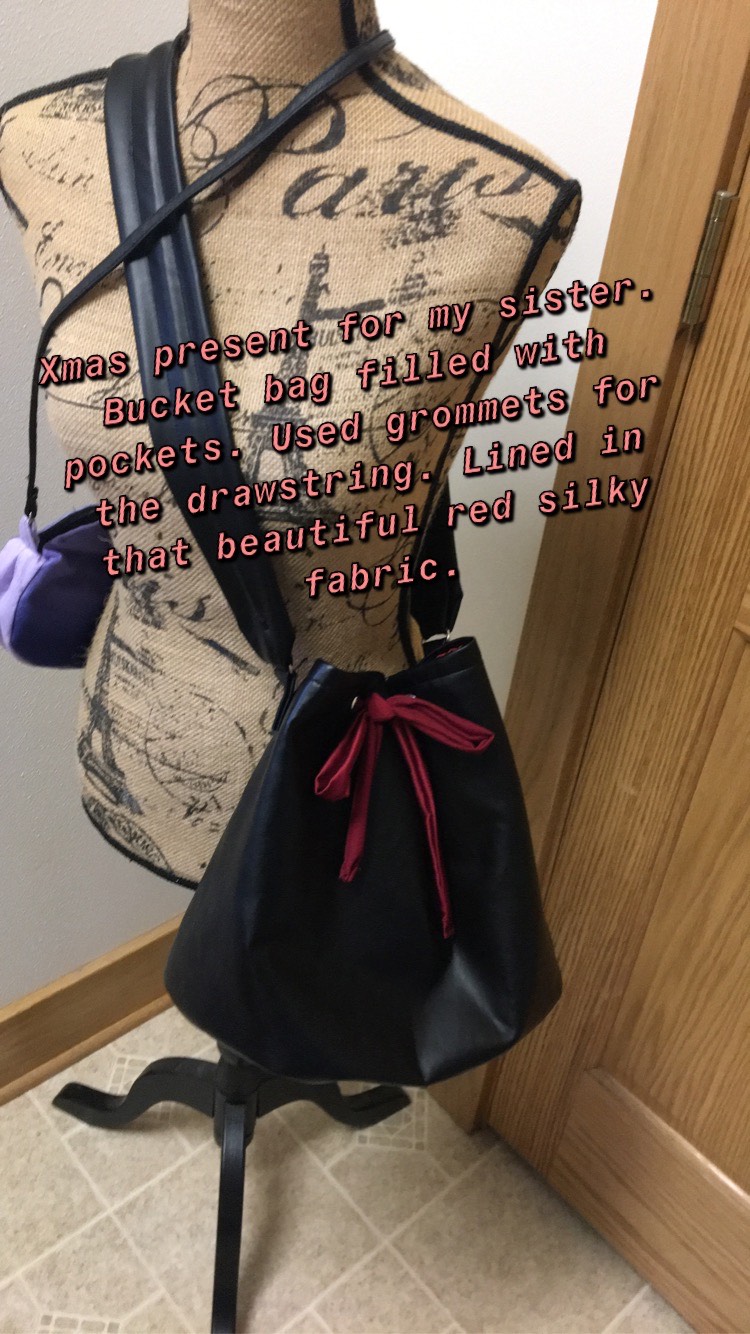 Paris
Xmas present for my sister.
Bucket bag filled with
pockets. Used grommets for
the drawstring. Lined in
that beautiful red silky
fabric.